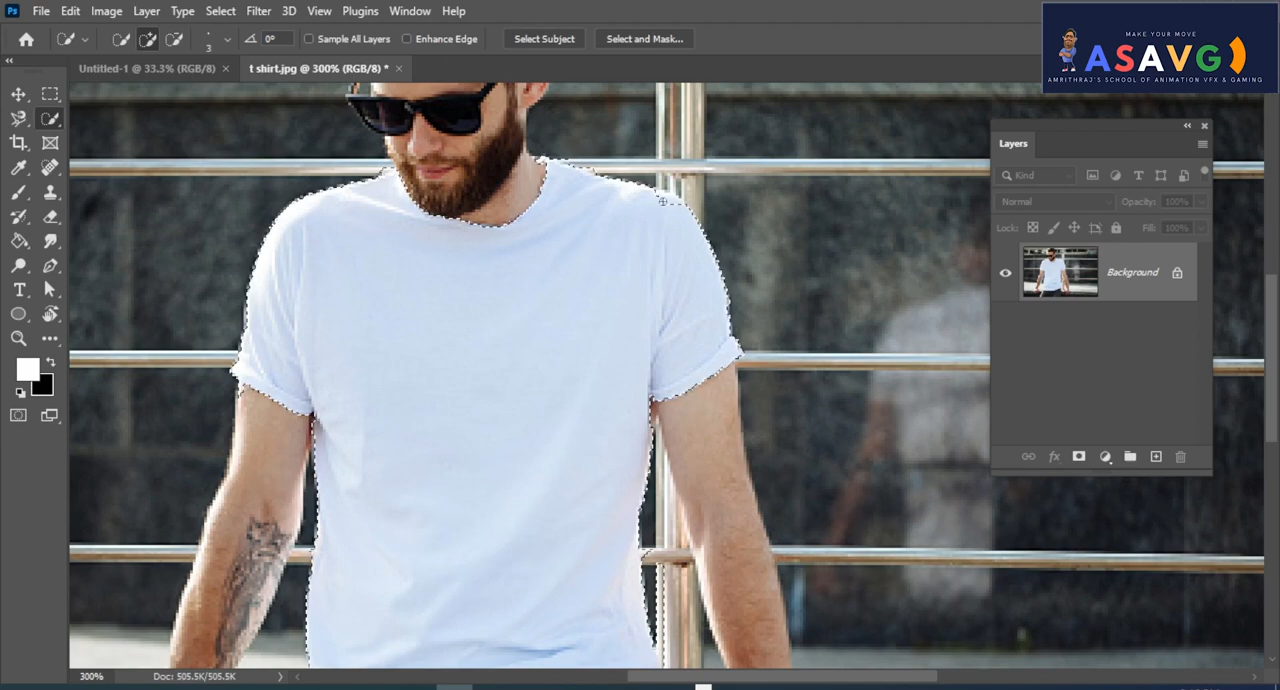 Ps File Edit Image Layer Type Select Filter 3D View Plugins Window Help
MAKE YOUR MOVE
ASAVG
AMRITHRAJ'S SCHOOL OF ANIMATION VFX & GAMING
3 0° Sample All Layers Enhance Edge Select Subject Select and Mask...
Untitled-1 @ 33.3% (RGB/8) × t shirt.jpg @ 300% (RGB/8) * ×
Layers
Kind
Normal Opacity: 100%
Lock: Fill: 100%
Background
fx
300% Doc: 505.5K/505.5K